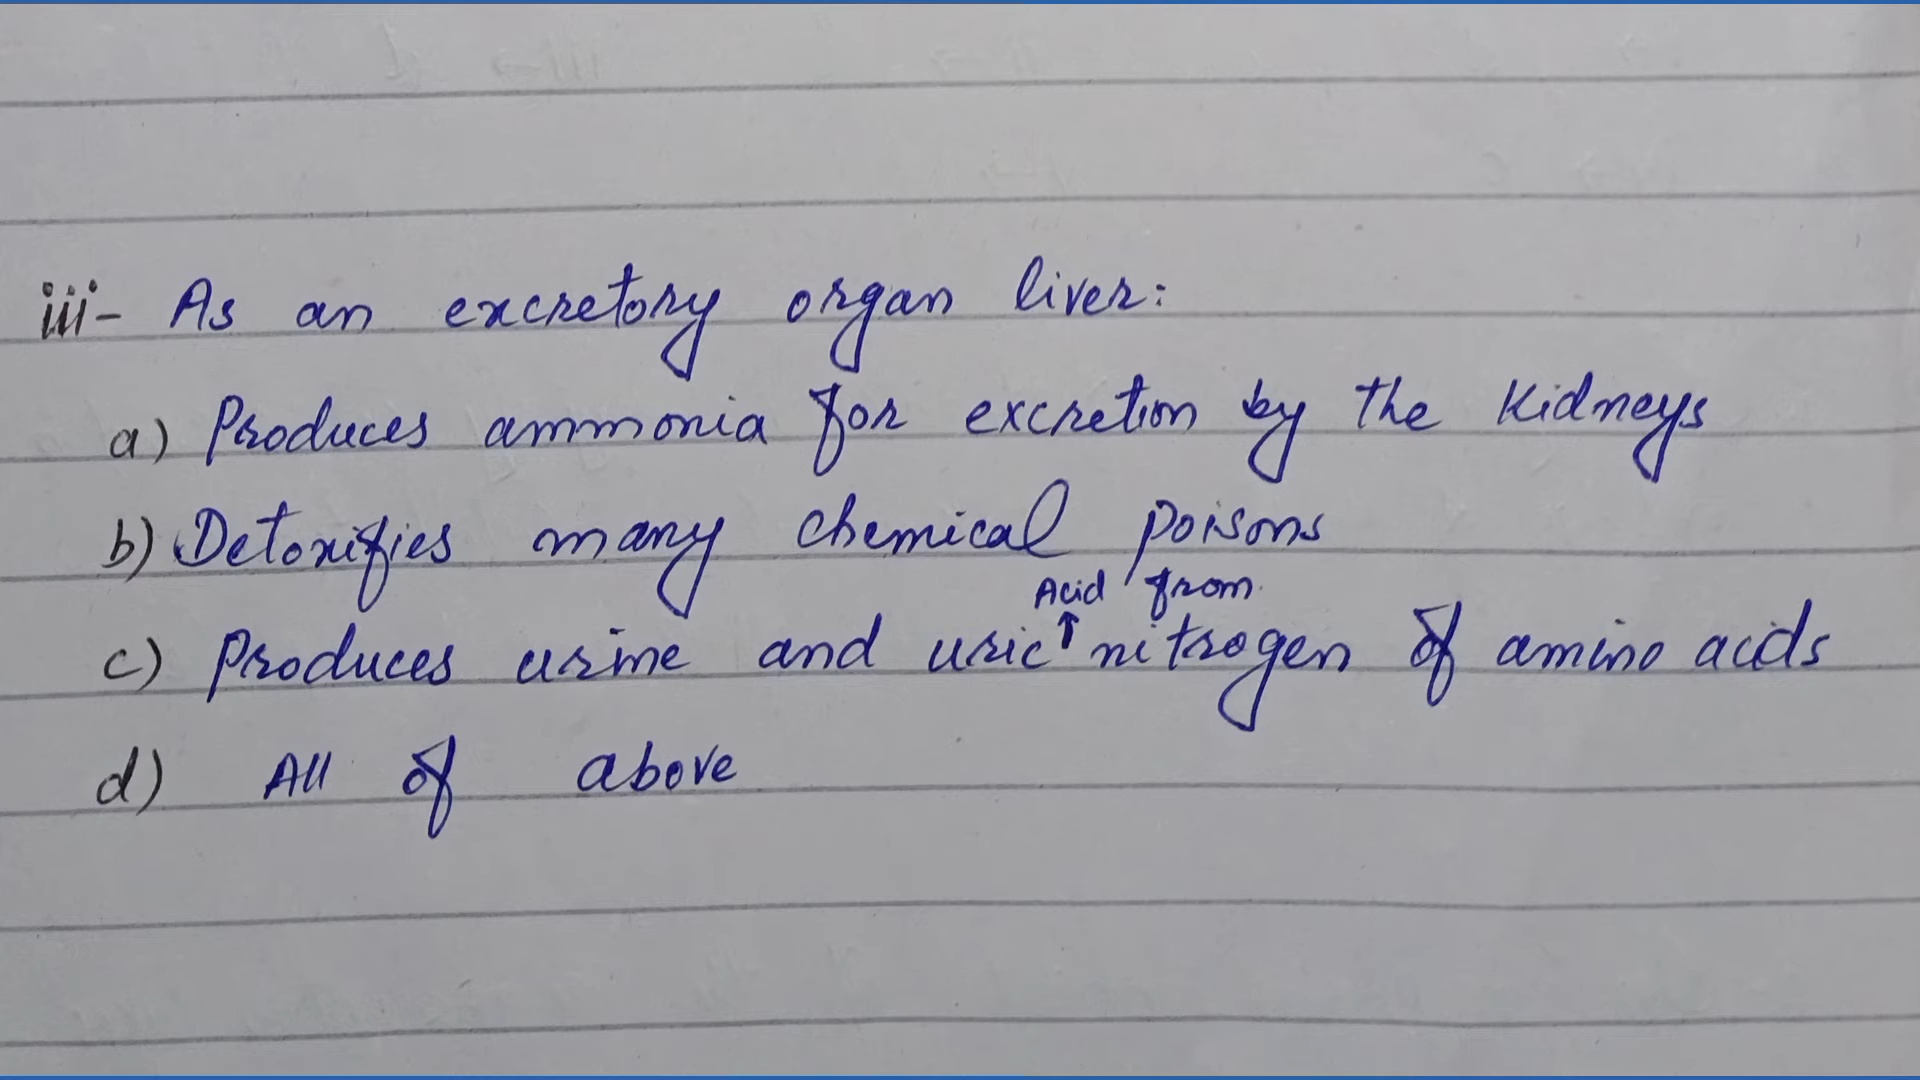 iii- As an excretory organ liver:
a) Produces ammonia for excretion by the Kidneys
b) Detoxifies many chemical poisons
Acid from
c) Produces urine and uric ↑ nitrogen of amino acids
d) All of above